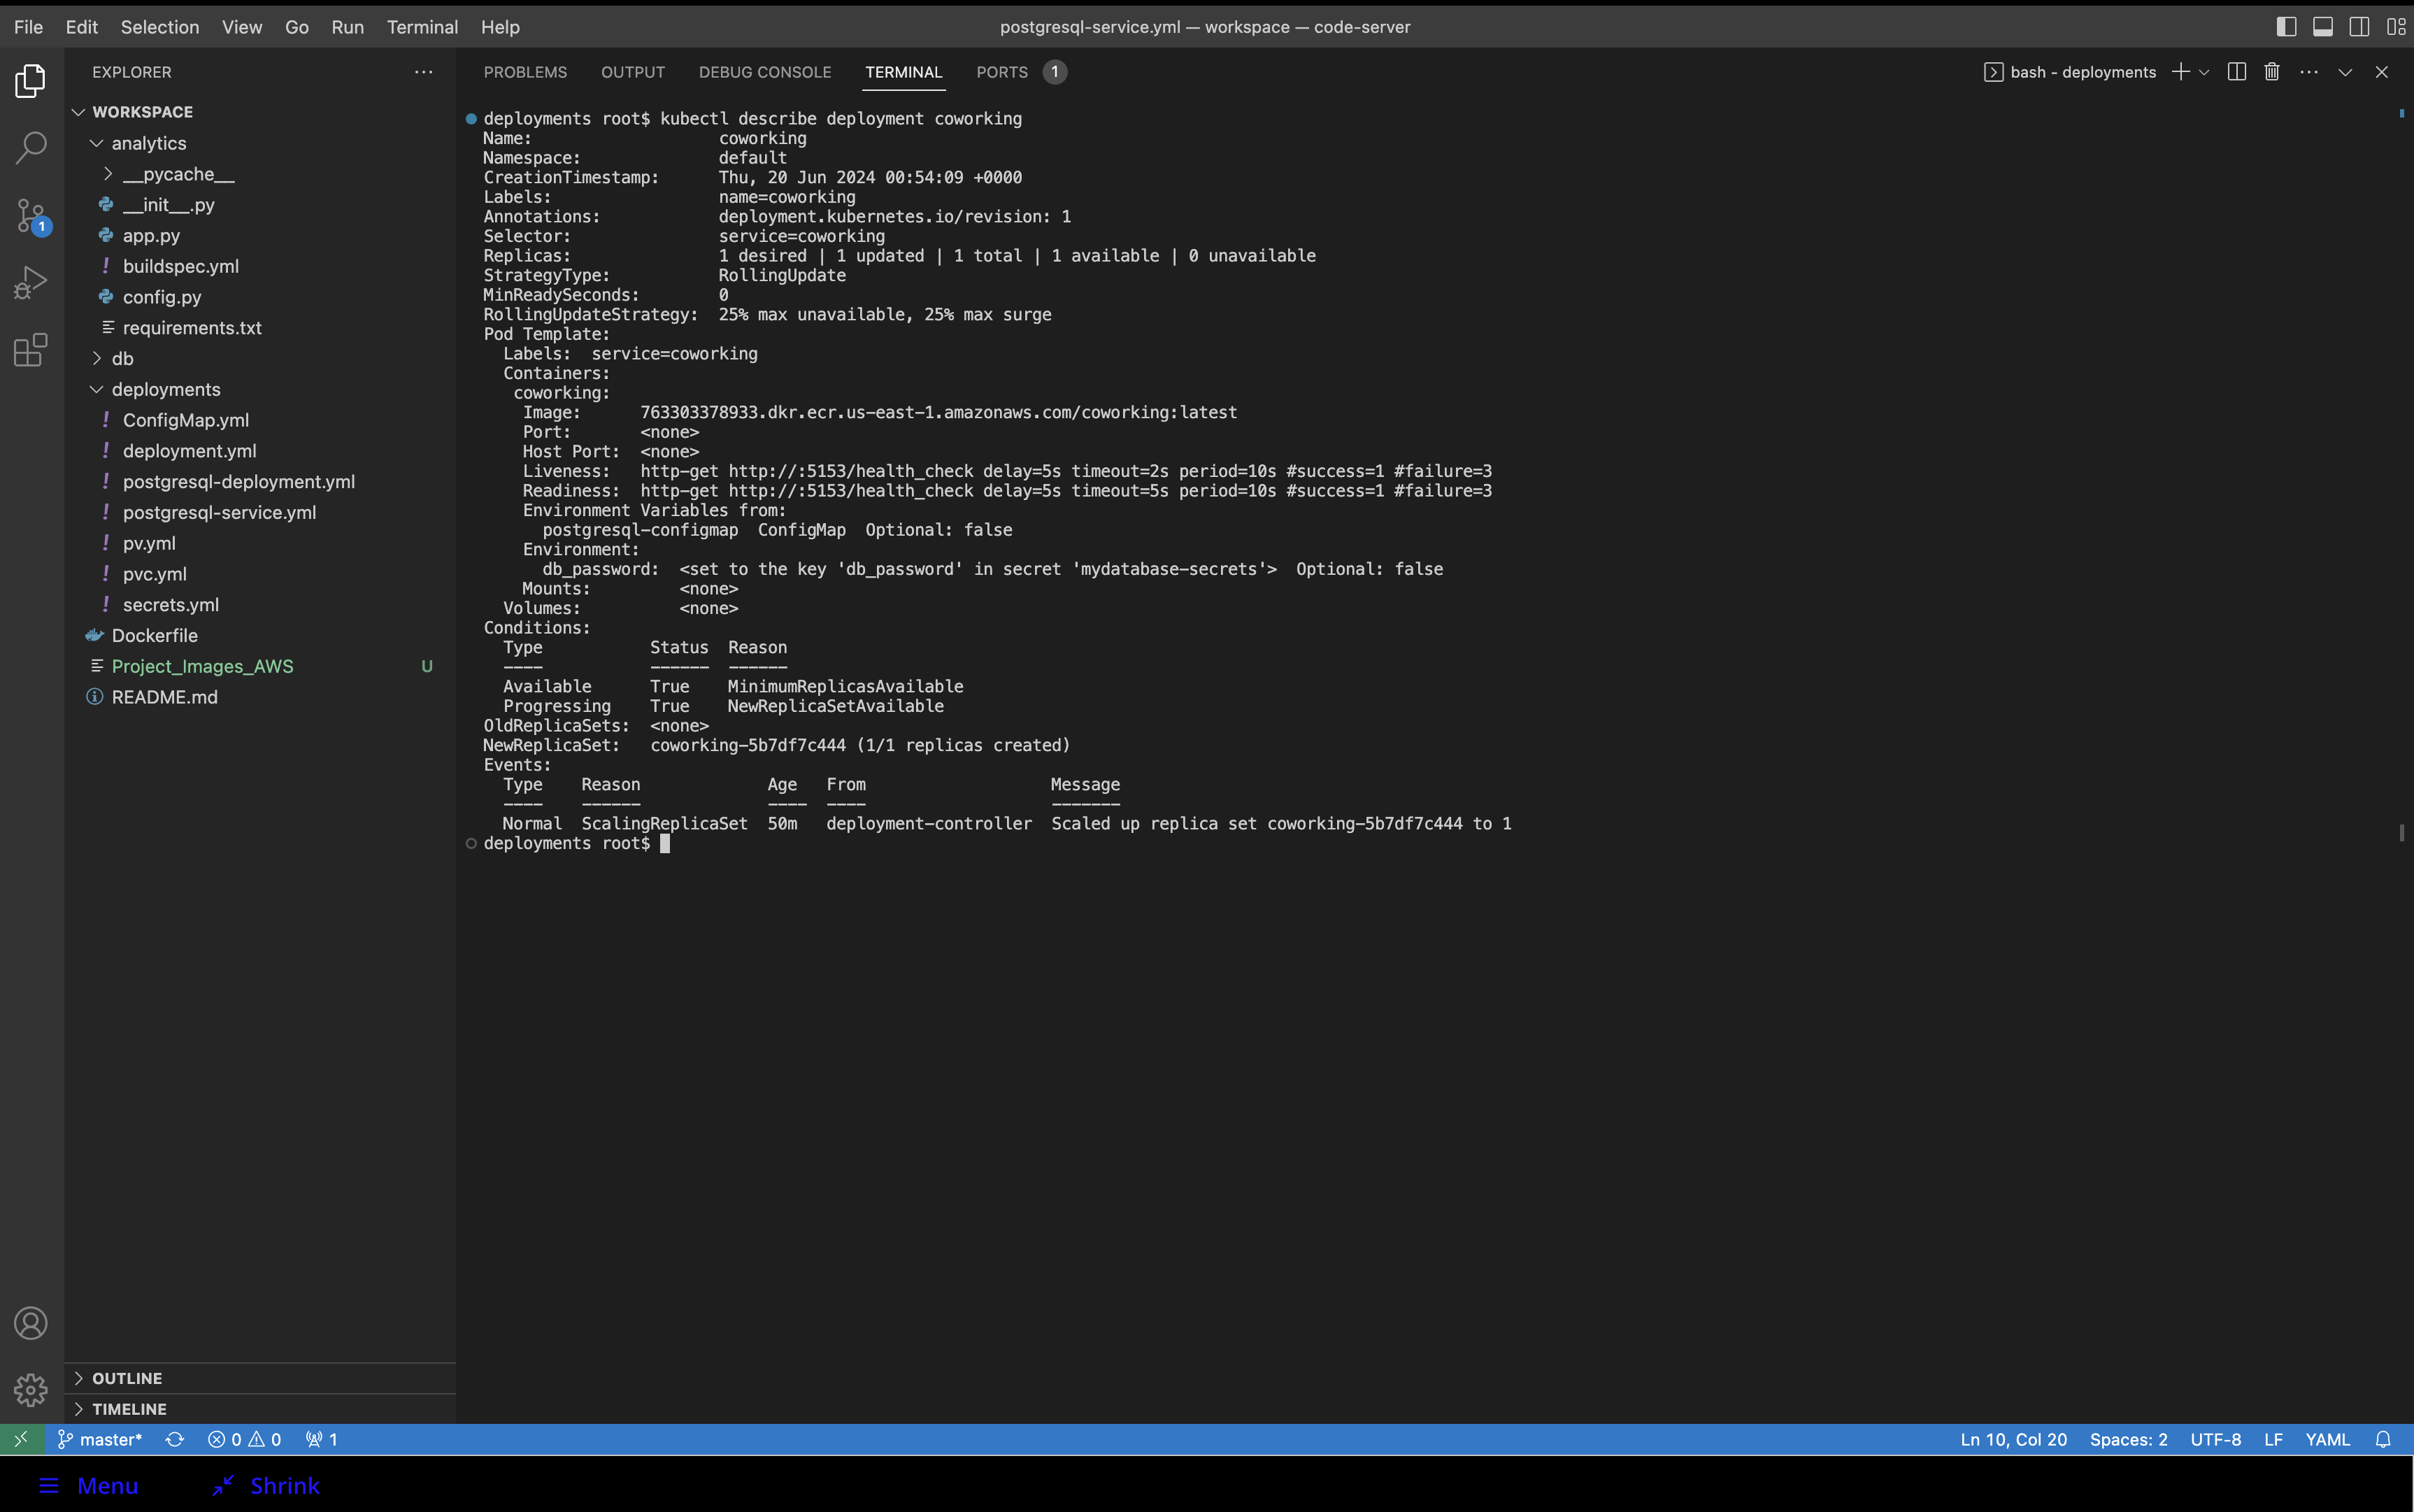 File Edit Selection View Go Run Terminal Help
postgresql-service.yml — workspace — code-server
EXPLORER
WORKSPACE
analytics
__pycache__
__init__.py
app.py
! buildspec.yml
config.py
requirements.txt
db
deployments
! ConfigMap.yml
! deployment.yml
! postgresql-deployment.yml
! postgresql-service.yml
! pv.yml
! pvc.yml
! secrets.yml
Dockerfile
Project_Images_AWS U
README.md
OUTLINE
TIMELINE
1
PROBLEMS OUTPUT DEBUG CONSOLE TERMINAL PORTS 1
bash - deployments
deployments root$ kubectl describe deployment coworking
Name: coworking
Namespace: default
CreationTimestamp: Thu, 20 Jun 2024 00:54:09 +0000
Labels: name=coworking
Annotations: deployment.kubernetes.io/revision: 1
Selector: service=coworking
Replicas: 1 desired | 1 updated | 1 total | 1 available | 0 unavailable
StrategyType: RollingUpdate
MinReadySeconds: 0
RollingUpdateStrategy: 25% max unavailable, 25% max surge
Pod Template:
Labels: service=coworking
Containers:
coworking:
Image: 763303378933.dkr.ecr.us-east-1.amazonaws.com/coworking:latest
Port: <none>
Host Port: <none>
Liveness: http-get http://:5153/health_check delay=5s timeout=2s period=10s #success=1 #failure=3
Readiness: http-get http://:5153/health_check delay=5s timeout=5s period=10s #success=1 #failure=3
Environment Variables from:
postgresql-configmap ConfigMap Optional: false
Environment:
db_password: <set to the key 'db_password' in secret 'mydatabase-secrets'> Optional: false
Mounts: <none>
Volumes: <none>
Conditions:
Type Status Reason
---- ------ ------
Available True MinimumReplicasAvailable
Progressing True NewReplicaSetAvailable
OldReplicaSets: <none>
NewReplicaSet: coworking-5b7df7c444 (1/1 replicas created)
Events:
Type Reason Age From Message
---- ------ ---- ---- -------
Normal ScalingReplicaSet 50m deployment-controller Scaled up replica set coworking-5b7df7c444 to 1
deployments root$
master* 0 0 1
Ln 10, Col 20 Spaces: 2 UTF-8 LF YAML
Menu Shrink